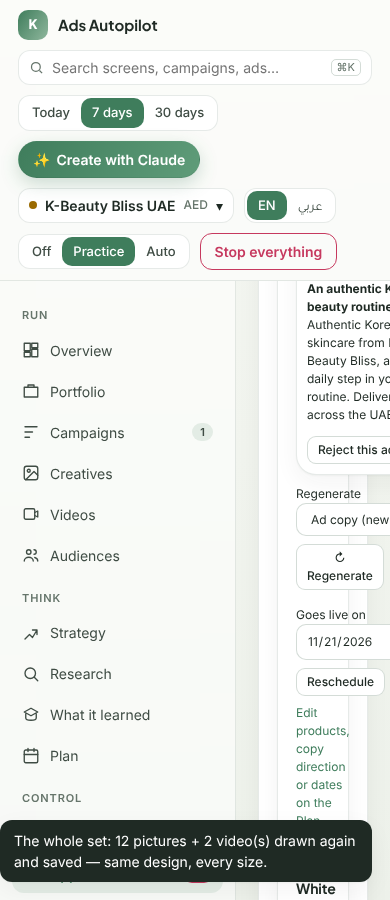 K Ads Autopilot
Search screens, campaigns, ads... ⌘K
Today 7 days 30 days
✨ Create with Claude
K-Beauty Bliss UAE AED ▾ EN عربي
Off Practice Auto Stop everything
RUN
Overview
Portfolio
Campaigns 1
Creatives
Videos
Audiences
THINK
Strategy
Research
What it learned
Plan
CONTROL
An authentic
beauty routine
Authentic
skincare from
Beauty Bliss, a
daily step in
routine.
across the UAE
Reject this
Regenerate
Ad copy (new
↻
Regenerate
Goes live on
11/21/2026
Reschedule
Edit
products,
copy
direction
or dates
on the
Plan
The whole set: 12 pictures + 2 video(s) drawn again
and saved — same design, every size.
White